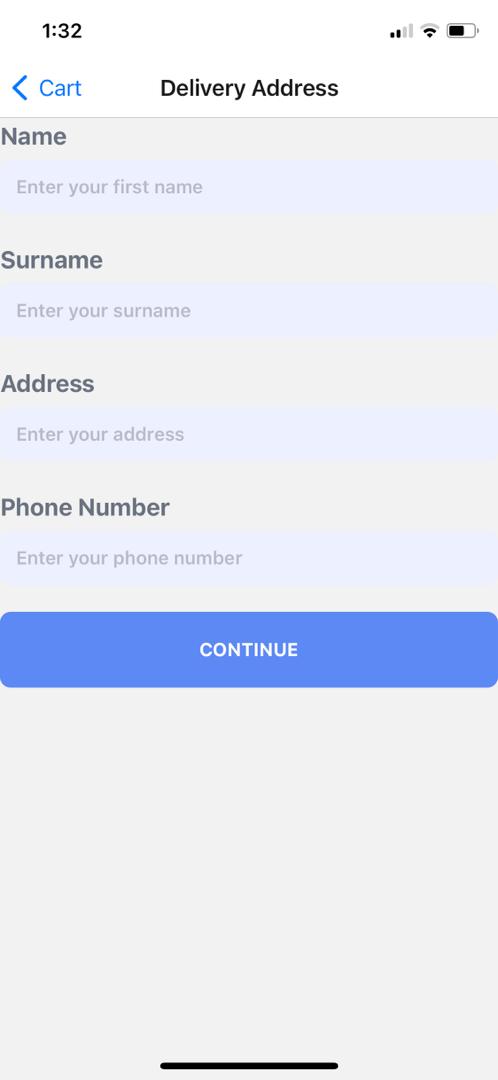 1:32
Cart
Delivery Address
Name
Enter your first name
Surname
Enter your surname
Address
Enter your address
Phone Number
Enter your phone number
CONTINUE